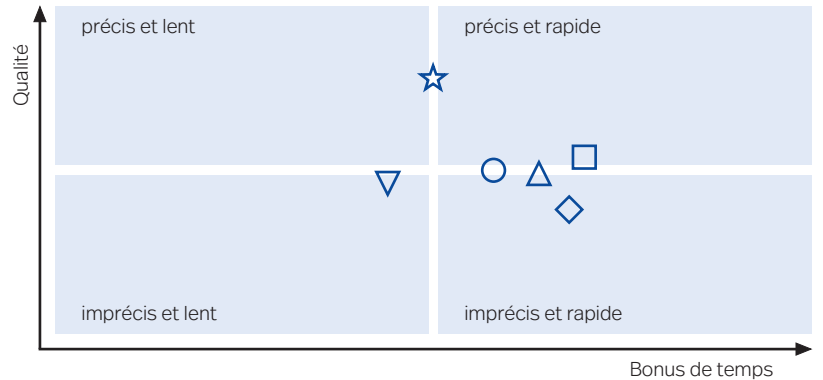 précis et lent
précis et rapide
Qualité
imprécis et lent
imprécis et rapide
Bonus de temps